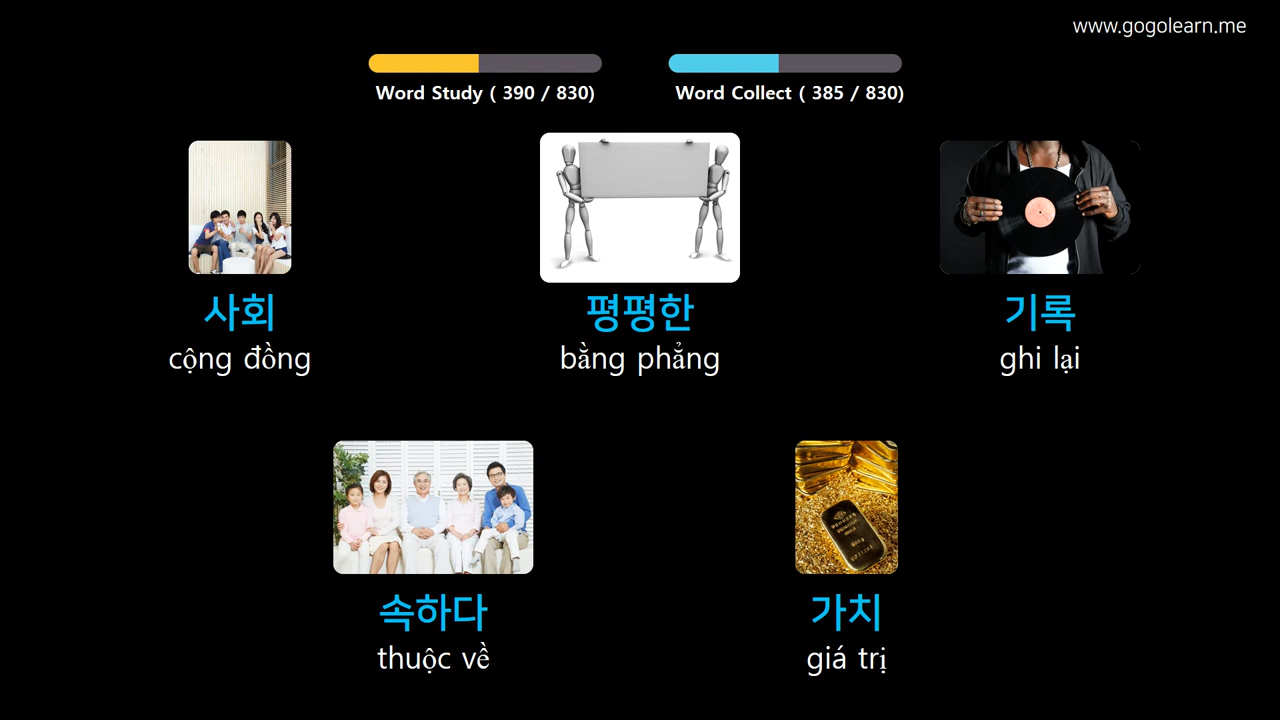 www.gogolearn.me
Word Study ( 390 / 830)
Word Collect ( 385 / 830)
사회
cộng đồng
평평한
bằng phẳng
기록
ghi lại
속하다
thuộc về
가치
giá trị